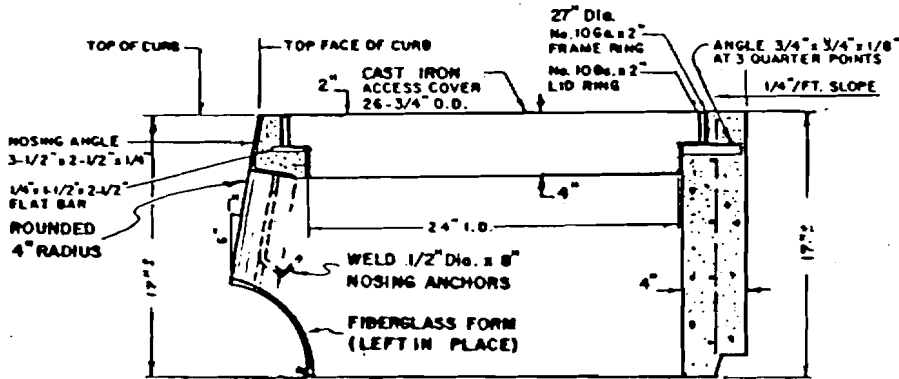 TOP OF CURB
TOP FACE OF CURB
27" Dia.
No. 10 Ga. x 2"
FRAME RING
No. 10 Ga. x 2"
LID RING
ANGLE 3/4" x 3/4" x 1/8"
AT 3 QUARTER POINTS
1/4"/FT. SLOPE
2"
CAST IRON
ACCESS COVER
26-3/4" O.D.
NOSING ANGLE
3-1/2" x 2-1/2" x 1/4"
1/4" x 1-1/2" x 2-1/2"
FLAT BAR
ROUNDED
4" RADIUS
1"
6"
4"
24" I.D.
17"±
17"±
WELD 1/2" Dia. x 8"
NOSING ANCHORS
4"
FIBERGLASS FORM
(LEFT IN PLACE)